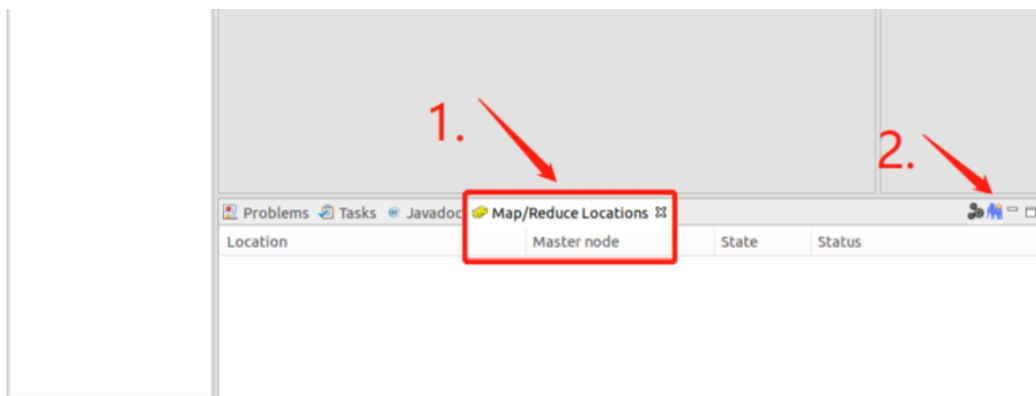 1.
2.
Problems Tasks Javadoc Map/Reduce Locations
Location Master node State Status